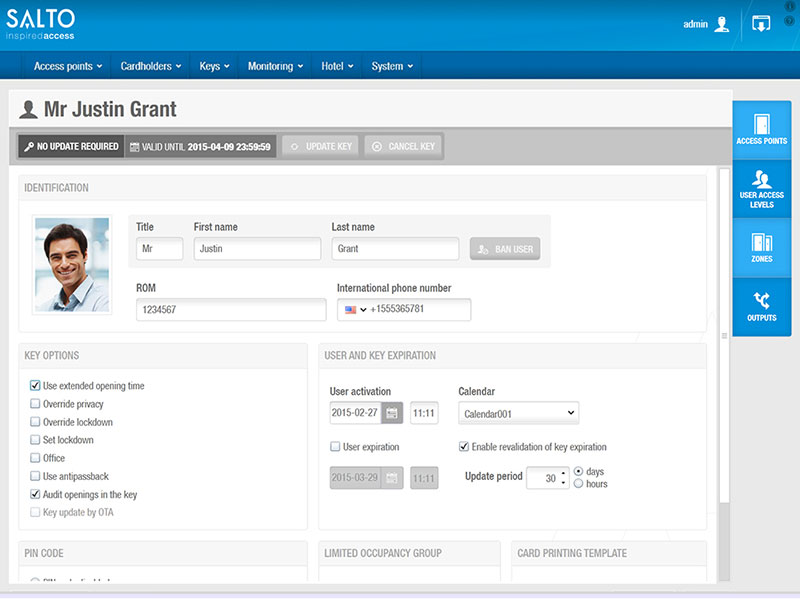 SALTO
inspiredaccess
admin
Access points
Cardholders
Keys
Monitoring
Hotel
System
Mr Justin Grant
NO UPDATE REQUIRED
VALID UNTIL 2015-04-09 23:59:59
UPDATE KEY
CANCEL KEY
ACCESS POINTS
USER ACCESS
LEVELS
ZONES
OUTPUTS
IDENTIFICATION
Title
First name
Last name
Mr
Justin
Grant
BAN USER
ROM
International phone number
1234567
+1555365781
KEY OPTIONS
Use extended opening time
Override privacy
Override lockdown
Set lockdown
Office
Use antipassback
Audit openings in the key
Key update by OTA
USER AND KEY EXPIRATION
User activation
Calendar
2015-02-27
11:11
Calendar001
User expiration
Enable revalidation of key expiration
2015-03-29
11:11
Update period
30
days
hours
PIN CODE
LIMITED OCCUPANCY GROUP
CARD PRINTING TEMPLATE